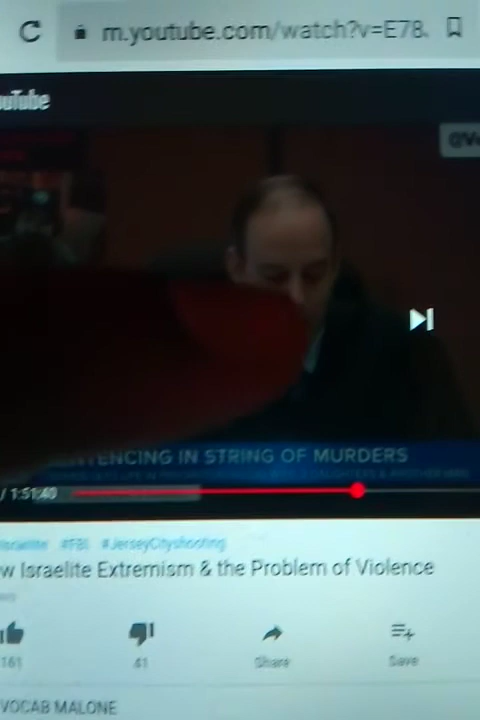 m.youtube.com/watch?v=E78.
ouTube
@V
ENCING IN STRING OF MURDERS
/ 1:51:40
#FBI #JerseyCityshooting
w Israelite Extremism & the Problem of Violence
161
41
Share
Save
VOCAB MALONE